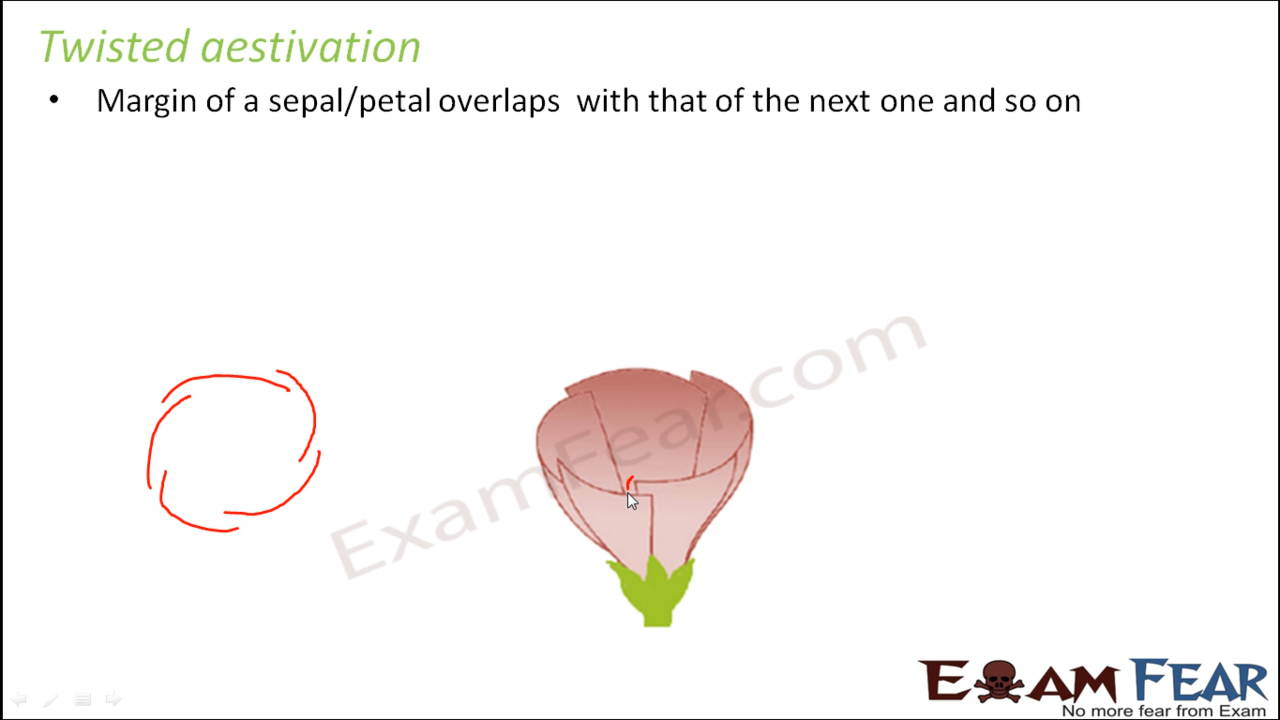 Twisted aestivation
• Margin of a sepal/petal overlaps with that of the next one and so on
ExamFear.com
EXAM FEAR
No more fear from Exam